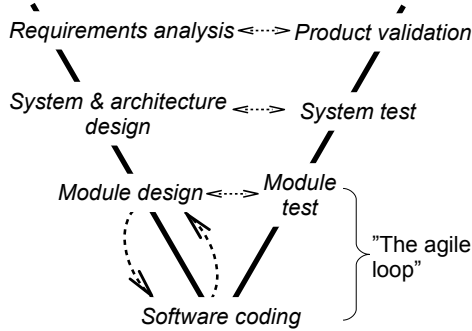 Requirements analysis
Product validation
System & architecture
design
System test
Module design
Module
test
”The agile
loop”
Software coding